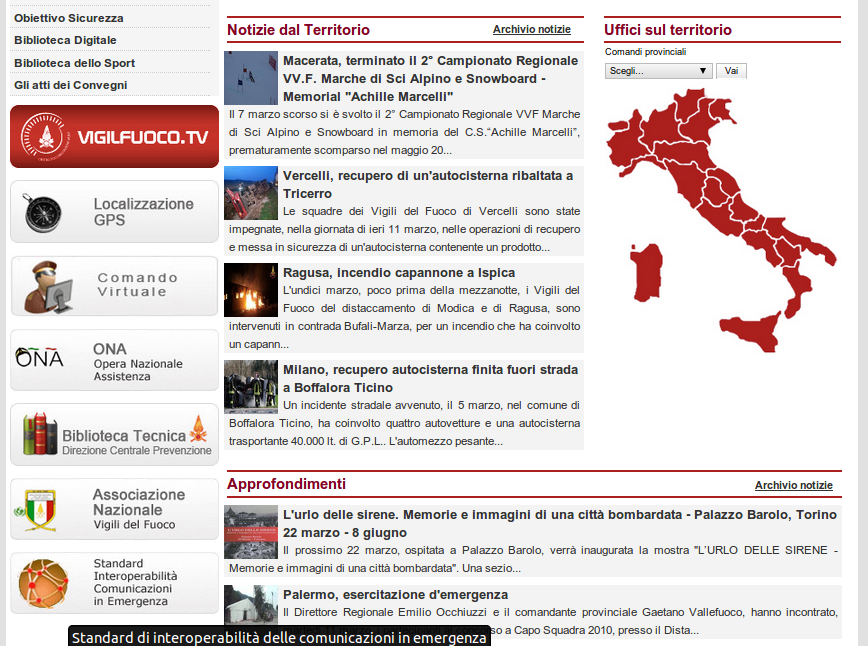 Obiettivo Sicurezza
Biblioteca Digitale
Biblioteca dello Sport
Gli atti dei Convegni
VIGILFUOCO.TV
Localizzazione
GPS
Comando
Virtuale
ONA
ONA
Opera Nazionale
Assistenza
Biblioteca Tecnica
Direzione Centrale Prevenzione
Associazione
Nazionale
Vigili del Fuoco
Standard
Interoperabilità
Comunicazioni
in Emergenza
Standard di interoperabilità delle comunicazioni in emergenza
Notizie dal Territorio
Archivio notizie
Macerata, terminato il 2° Campionato Regionale
VV.F. Marche di Sci Alpino e Snowboard -
Memorial "Achille Marcelli"
Il 7 marzo scorso si è svolto il 2° Campionato Regionale VVF Marche
di Sci Alpino e Snowboard in memoria del C.S."Achille Marcelli",
prematuramente scomparso nel maggio 20...
Vercelli, recupero di un'autocisterna ribaltata a
Tricerro
Le squadre dei Vigili del Fuoco di Vercelli sono state
impegnate, nella giornata di ieri 11 marzo, nelle operazioni di recupero
e messa in sicurezza di un'autocisterna contenente un prodotto...
Ragusa, incendio capannone a Ispica
L'undici marzo, poco prima della mezzanotte, i Vigili del
Fuoco del distaccamento di Modica e di Ragusa, sono
intervenuti in contrada Bufali-Marza, per un incendio che ha coinvolto
un capann...
Milano, recupero autocisterna finita fuori strada
a Boffalora Ticino
Un incidente stradale avvenuto, il 5 marzo, nel comune di
Boffalora Ticino, ha coinvolto quattro autovetture e una autocisterna
trasportante 40.000 lt. di G.P.L.. L'automezzo pesante...
Uffici sul territorio
Comandi provinciali
Scegli...
Vai
Approfondimenti
Archivio notizie
L'urlo delle sirene. Memorie e immagini di una città bombardata - Palazzo Barolo, Torino
22 marzo - 8 giugno
Il prossimo 22 marzo, ospitata a Palazzo Barolo, verrà inaugurata la mostra "L'URLO DELLE SIRENE -
Memorie e immagini di una città bombardata". Una sezio...
Palermo, esercitazione d'emergenza
Il Direttore Regionale Emilio Occhiuzzi e il comandante provinciale Gaetano Vallefuoco, hanno incontrato,
a Capo Squadra 2010, presso il Dista...